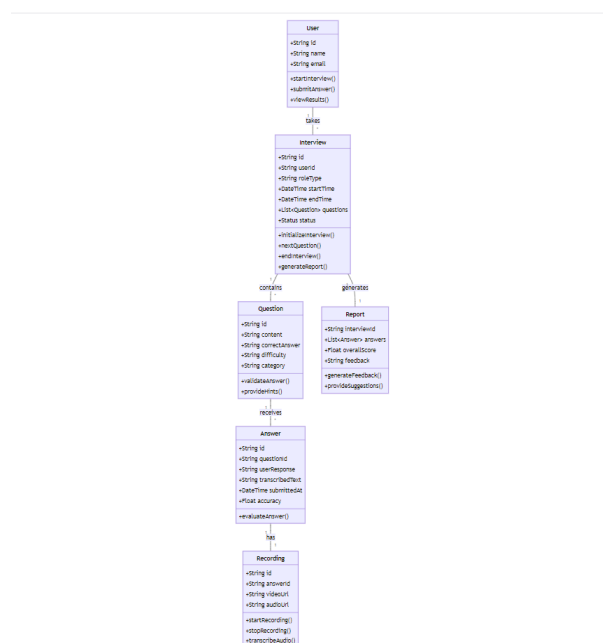 User
+String id
+String name
+String email
+startInterview()
+submitAnswer()
+viewResults()
takes
Interview
+String id
+String userId
+String roleType
+DateTime startTime
+DateTime endTime
+List<Question> questions
+Status status
+initializeInterview()
+nextQuestion()
+endInterview()
+generateReport()
contains
generates
Question
+String id
+String content
+String correctAnswer
+String difficulty
+String category
+validateAnswer()
+provideHints()
Report
+String interviewId
+List<Answer> answers
+Float overallScore
+String feedback
+generateFeedback()
+provideSuggestions()
receives
Answer
+String id
+String questionId
+String userResponse
+String transcribedText
+DateTime submittedAt
+Float accuracy
+evaluateAnswer()
has
Recording
+String id
+String answerId
+String videoUrl
+String audioUrl
+startRecording()
+stopRecording()
+transcribeAudio()